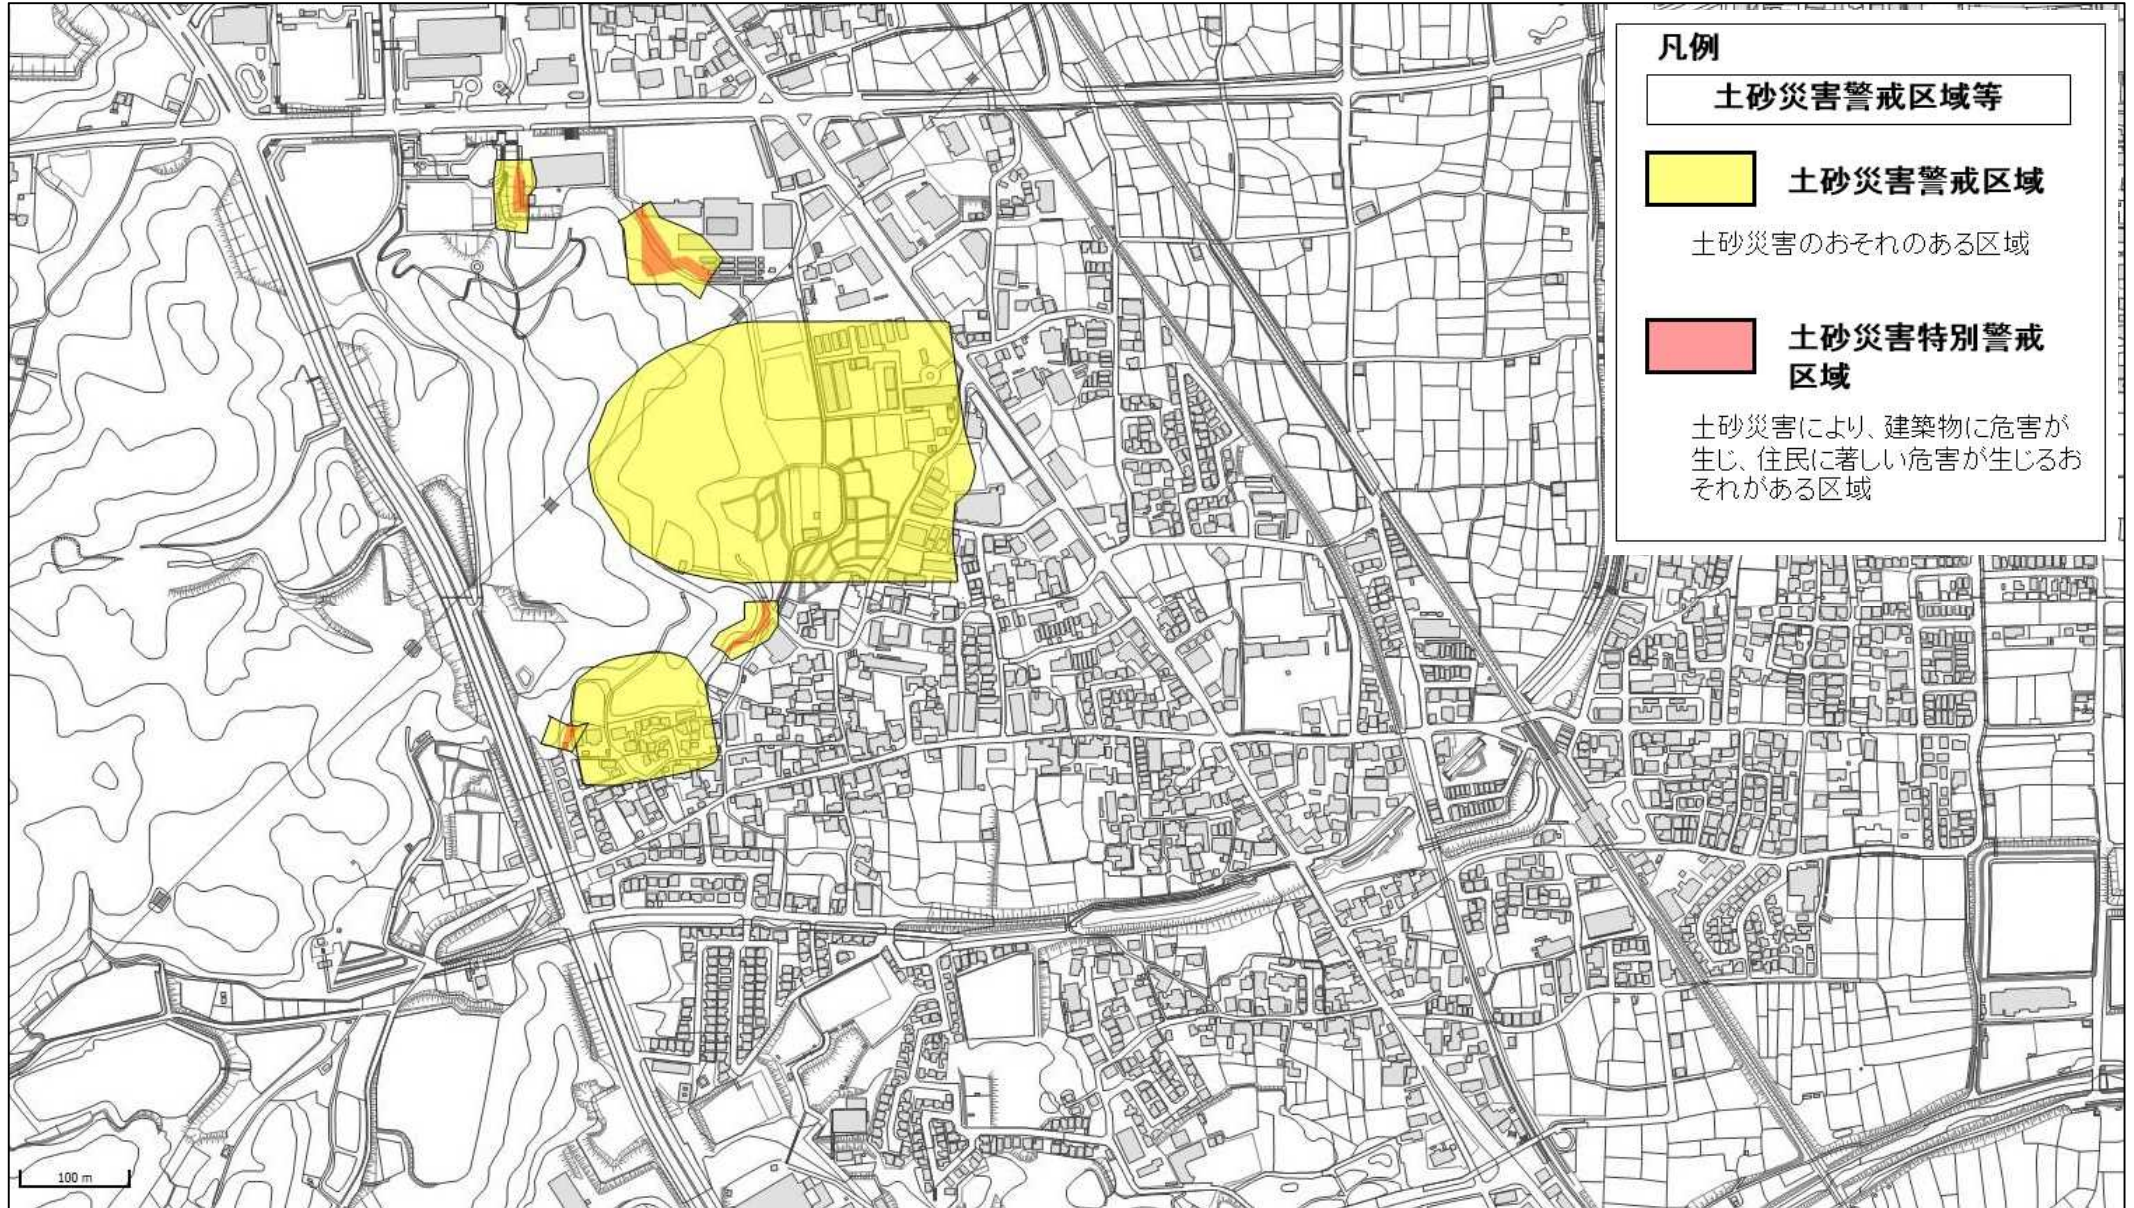 凡例
土砂災害警戒区域等
土砂災害警戒区域
土砂災害のおそれのある区域
土砂災害特別警戒
区域
土砂災害により、建築物に危害が
生じ、住民に著しい危害が生じるお
それがある区域
100 m